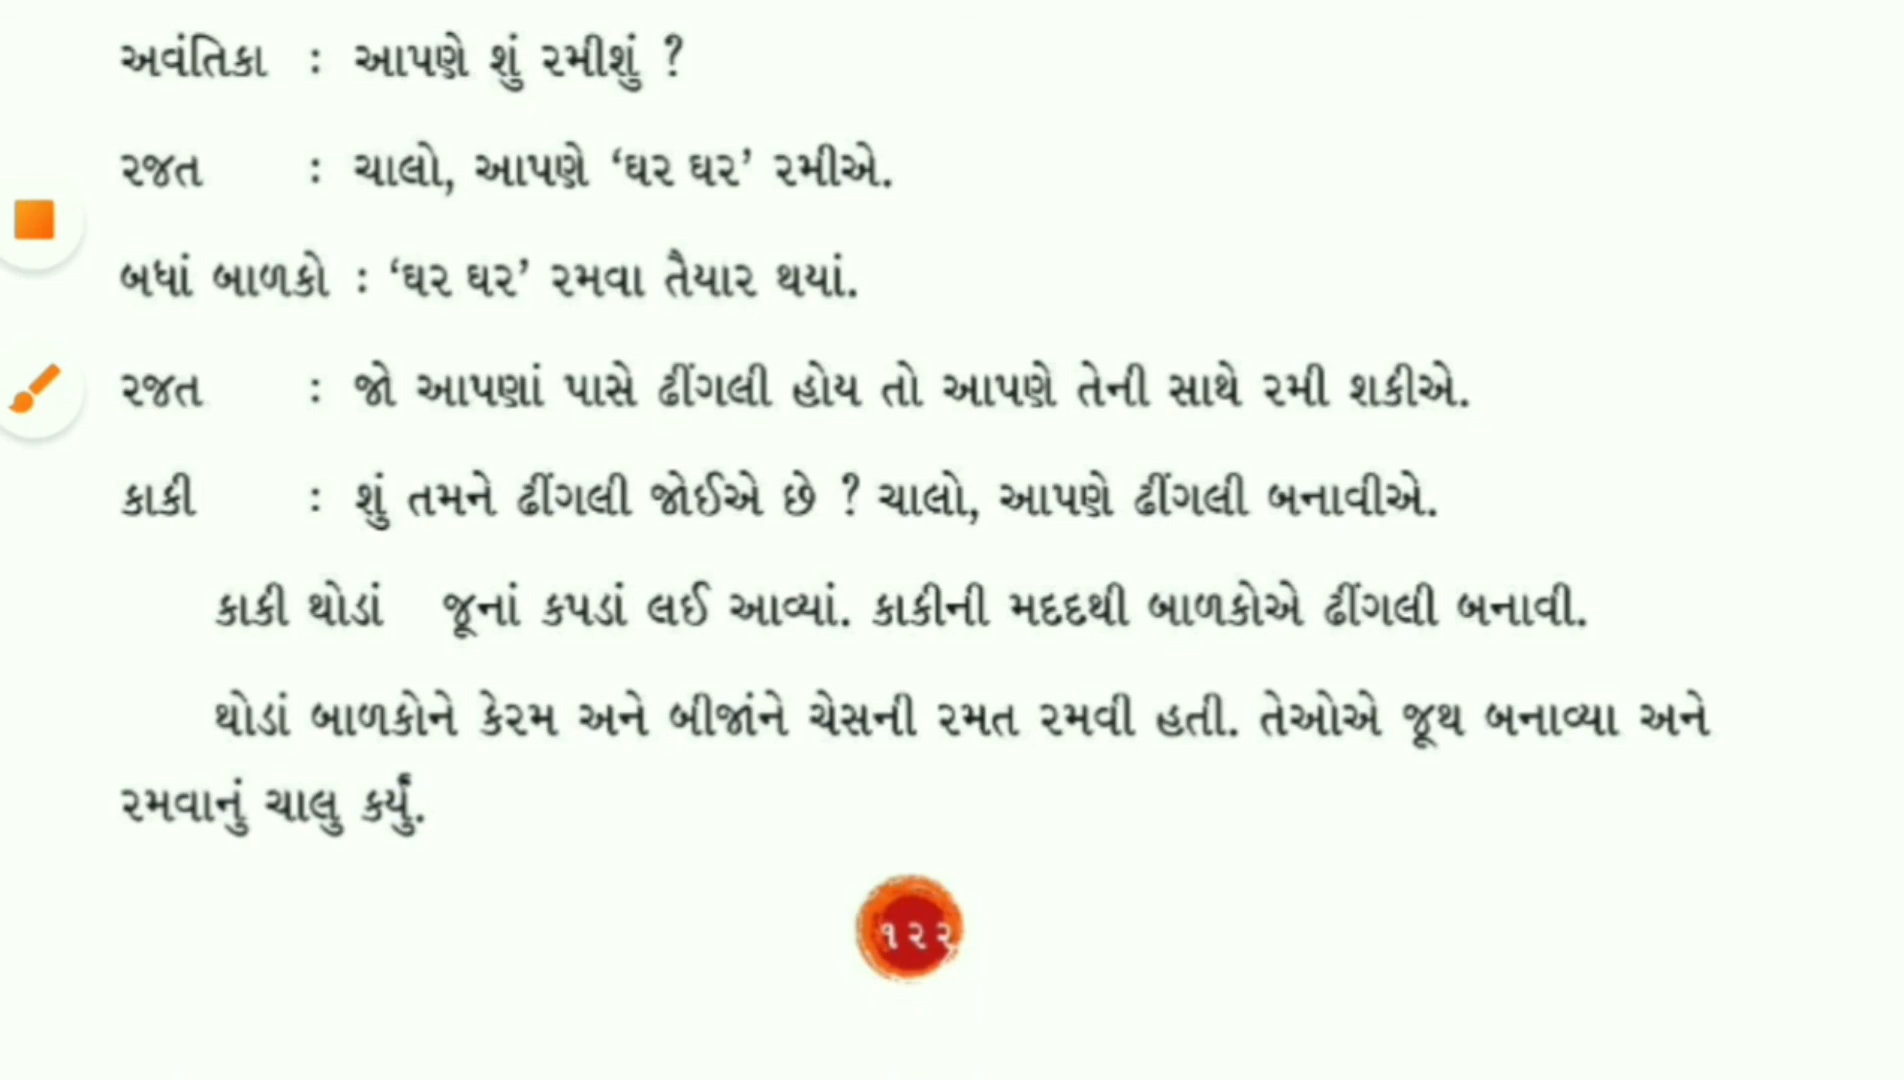 અવંતિકા : આપણે શું રમીશું ?
રજત : ચાલો, આપણે ‘ઘર ઘર’ રમીએ.
બધાં બાળકો : ‘ઘર ઘર’ રમવા તૈયાર થયાં.
રજત : જો આપણાં પાસે ઢીંગલી હોય તો આપણે તેની સાથે રમી શકીએ.
કાકી : શું તમને ઢીંગલી જોઈએ છે ? ચાલો, આપણે ઢીંગલી બનાવીએ.
કાકી થોડાં જૂનાં કપડાં લઈ આવ્યાં. કાકીની મદદથી બાળકોએ ઢીંગલી બનાવી.
થોડાં બાળકોને કેરમ અને બીજાંને ચેસની રમત રમવી હતી. તેઓએ જૂથ બનાવ્યા અને
રમવાનું ચાલુ કર્યું.
૧૨૨